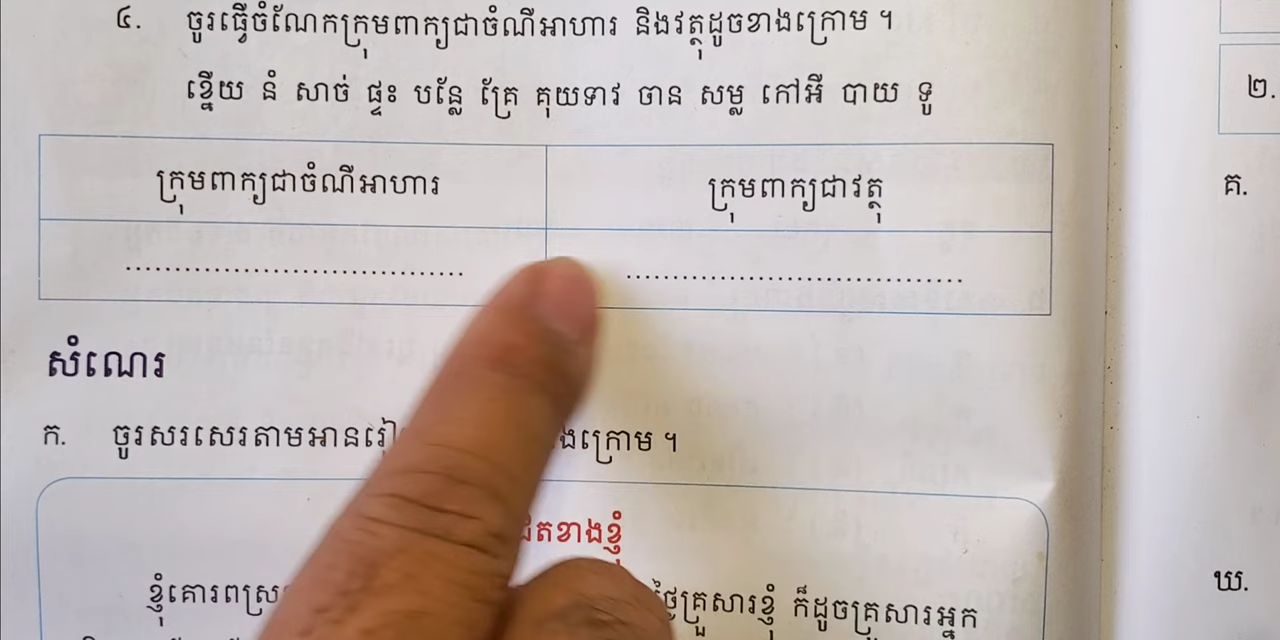 ៤. ចូរធ្វើចំណែកក្រុមពាក្យជាចំណីអាហារ និងវត្ថុដូចខាងក្រោម ។
ខ្នើយ នំ សាច់ ផ្ទះ បន្លែ គ្រែ គុយទាវ ចាន សម្ល កៅអី បាយ ទូ
ក្រុមពាក្យជាចំណីអាហារ
ក្រុមពាក្យជាវត្ថុ
................................... ...................................
សំណេរ
ក. ចូរសរសេរតាមអាន ក្រោម ។
ខាងខ្ញុំ
ខ្ញុំគោរព គ្រួសារខ្ញុំ ក៏ដូចគ្រួសារអ្នក
២.
គ.
ឃ.